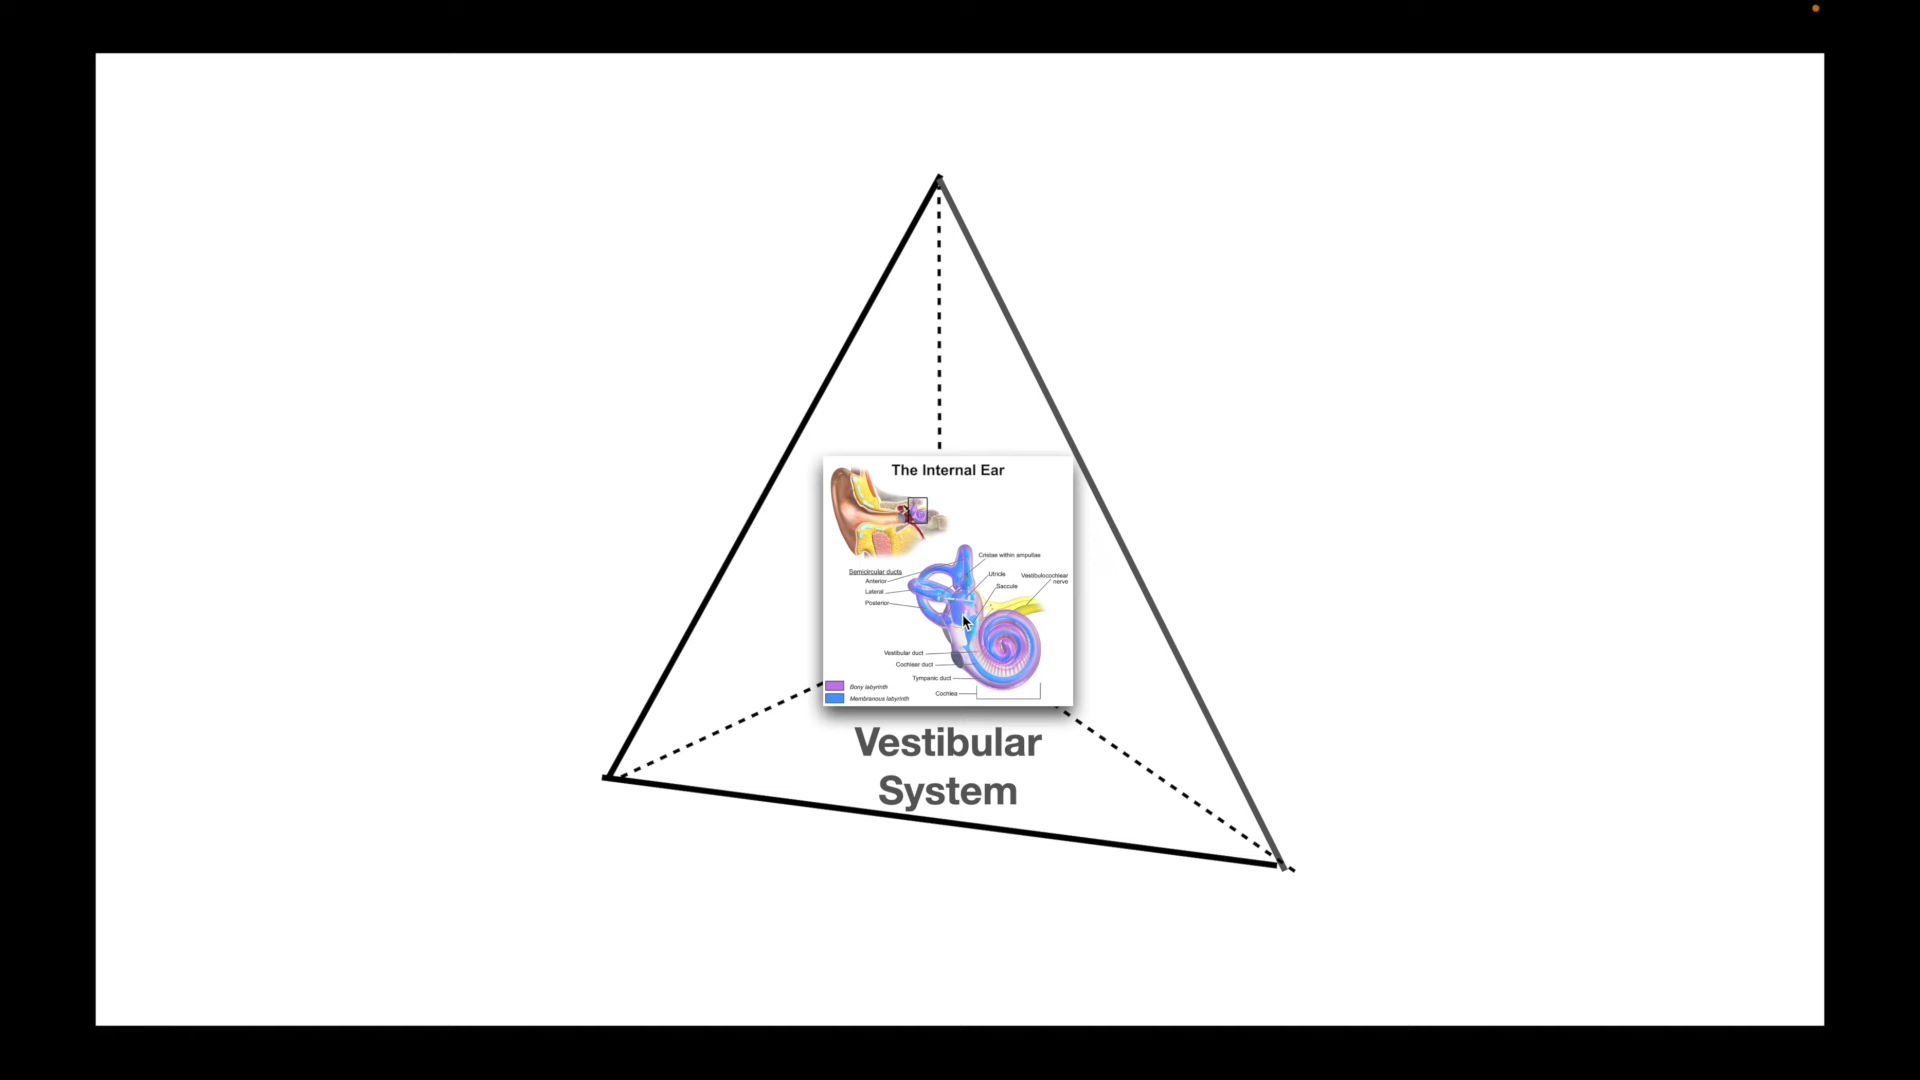 The Internal Ear
Cristae within ampullae
Semicircular ducts
Utricle
Vestibulocochlear
nerve
Anterior
Saccule
Lateral
Posterior
Vestibular duct
Cochlear duct
Tympanic duct
Bony labyrinth
Cochlea
Membranous labyrinth
Vestibular
System